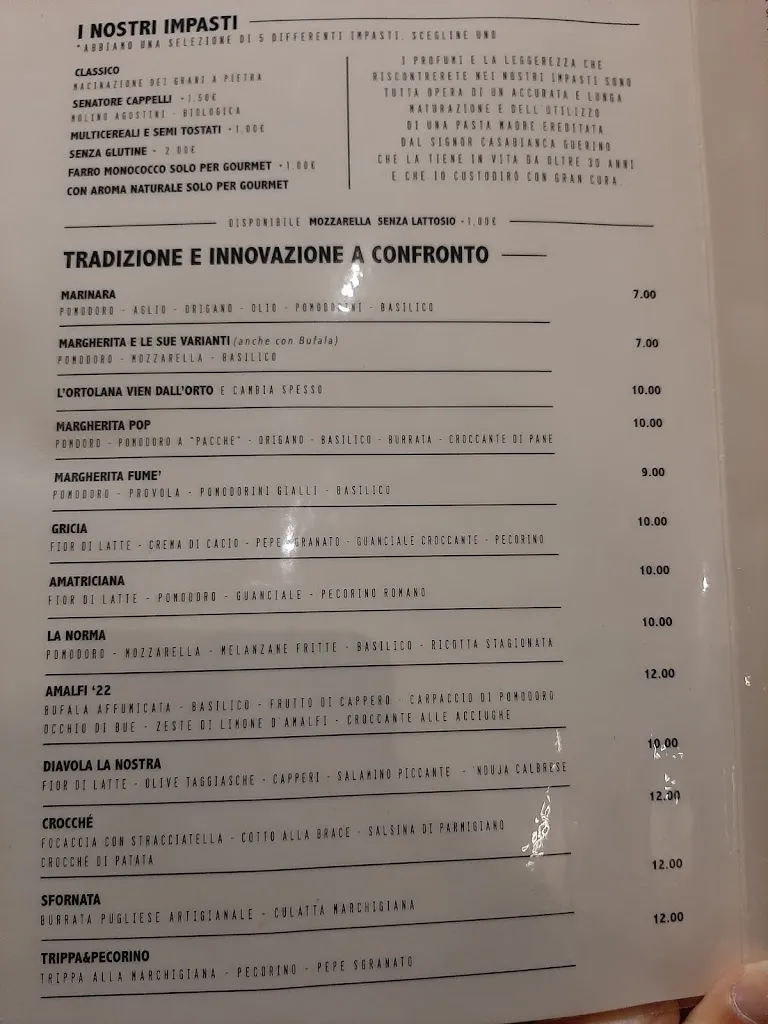 I NOSTRI IMPASTI
*ABBIAMO UNA SELEZIONE DI 5 DIFFERENTI IMPASTI. SCEGLINE UNO
CLASSICO
MACINAZIONE DEI GRANI A PIETRA
SENATORE CAPPELLI •1.50€
MOLINO AGOSTINI - BIOLOGICA
MULTICEREALI E SEMI TOSTATI •1.00€
SENZA GLUTINE • 2.00€
FARRO MONOCOCCO SOLO PER GOURMET •1.00€
CON AROMA NATURALE SOLO PER GOURMET
I PROFUMI E LA LEGGEREZZA CHE
RISCONTRERETE NEI NOSTRI IMPASTI SONO
TUTTA OPERA DI UN ACCURATA E LUNGA
MATURAZIONE E DELL'UTILIZZO
DI UNA PASTA MADRE EREDITATA
DAL SIGNOR CASABIANCA GUERINO
CHE LA TIENE IN VITA DA OLTRE 30 ANNI
E CHE IO CUSTODIRÒ CON GRAN CURA.
DISPONIBILE MOZZARELLA SENZA LATTOSIO •1,00€
TRADIZIONE E INNOVAZIONE A CONFRONTO
MARINARA 7.00
POMODORO - AGLIO - ORIGANO - OLIO - POMODORINI - BASILICO
MARGHERITA E LE SUE VARIANTI (anche con Bufala) 7.00
POMODORO - MOZZARELLA - BASILICO
L'ORTOLANA VIEN DALL'ORTO E CAMBIA SPESSO 10.00
MARGHERITA POP 10.00
POMDORO - POMODORO A "PACCHE" - ORIGANO - BASILICO - BURRATA - CROCCANTE DI PANE
MARGHERITA FUME' 9.00
POMODORO - PROVOLA - POMODORINI GIALLI - BASILICO
GRICIA 10.00
FIOR DI LATTE - CREMA DI CACIO - PEPE SGRANATO - GUANCIALE CROCCANTE - PECORINO
AMATRICIANA 10.00
FIOR DI LATTE - POMODORO - GUANCIALE - PECORINO ROMANO
LA NORMA 10.00
POMODORO - MOZZARELLA - MELANZANE FRITTE - BASILICO - RICOTTA STAGIONATA
AMALFI '22 12.00
BUFALA AFFUMICATA - BASILICO - FRUTTO DI CAPPERO - CARPACCIO DI POMODORO
OCCHIO DI BUE - ZESTE DI LIMONE D'AMALFI - CROCCANTE ALLE ACCIUGHE
DIAVOLA LA NOSTRA 10.00
FIOR DI LATTE - OLIVE TAGGIASCHE - CAPPERI - SALAMINO PICCANTE - 'NDUJA CALBRESE
CROCCHÉ 12.00
FOCACCIA CON STRACCIATELLA - COTTO ALLA BRACE - SALSINA DI PARMIGIANO
CROCCHÉ DI PATATA
SFORNATA 12.00
BURRATA PUGLIESE ARTIGIANALE - CULATTA MARCHIGIANA
TRIPPA&PECORINO 12.00
TRIPPA ALLA MARCHIGIANA - PECORINO - PEPE SGRANATO